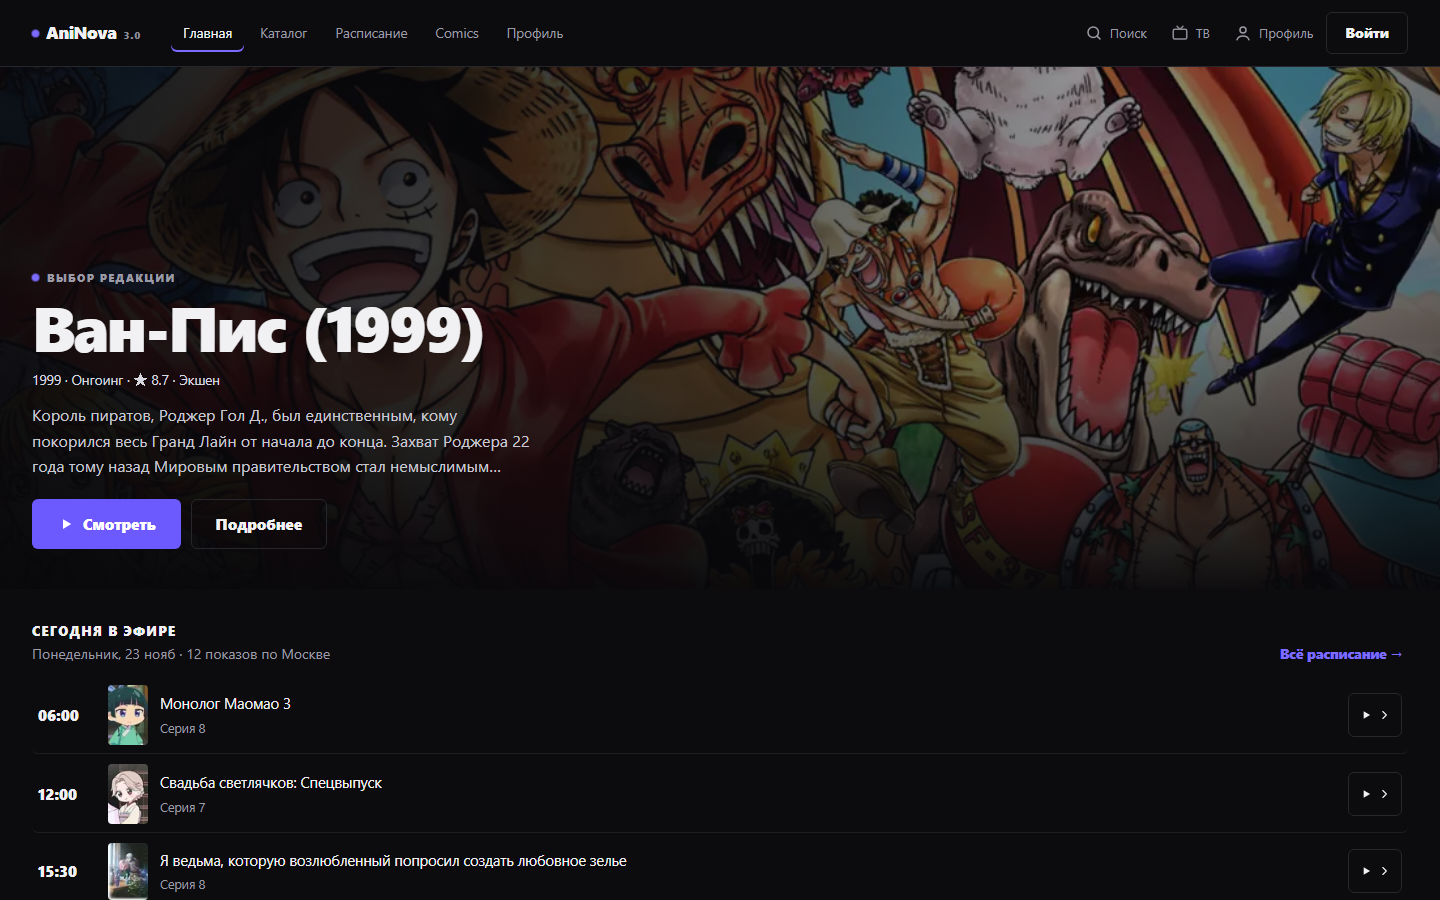 AniNova 3.0
Главная
Каталог
Расписание
Comics
Профиль
Поиск
ТВ
Профиль
Войти
ВЫБОР РЕДАКЦИИ
Ван-Пис (1999)
1999 · Онгоинг · ★ 8.7 · Экшен
Король пиратов, Роджер Гол Д., был единственным, кому
покорился весь Гранд Лайн от начала до конца. Захват Роджера 22
года тому назад Мировым правительством стал немыслимым...
Смотреть
Подробнее
СЕГОДНЯ В ЭФИРЕ
Понедельник, 23 нояб · 12 показов по Москве
Всё расписание →
06:00
Монолог Маомао 3
Серия 8
12:00
Свадьба светлячков: Спецвыпуск
Серия 7
15:30
Я ведьма, которую возлюбленный попросил создать любовное зелье
Серия 8